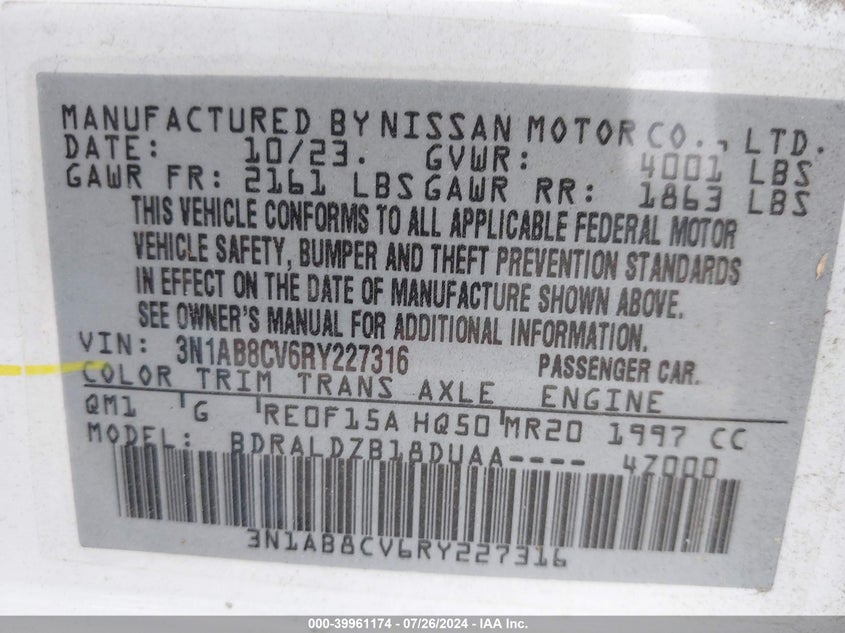 MANUFACTURED BY NISSAN MOTOR CO., LTD.
DATE: 10/23. GVWR: 4001 LBS
GAWR FR: 2161 LBS GAWR RR: 1863 LBS
THIS VEHICLE CONFORMS TO ALL APPLICABLE FEDERAL MOTOR
VEHICLE SAFETY, BUMPER AND THEFT PREVENTION STANDARDS
IN EFFECT ON THE DATE OF MANUFACTURE SHOWN ABOVE.
SEE OWNER'S MANUAL FOR ADDITIONAL INFORMATION.
VIN: 3N1AB8CV6RY227316 PASSENGER CAR.
COLOR TRIM TRANS AXLE ENGINE
QM1 G RE0F15A HQ50 MR20 1997 CC
MODEL: BDRALDZB18DUAA---- 4Z000
3N1AB8CV6RY227316
000-39961174 | 07/26/2024 - IAA Inc.